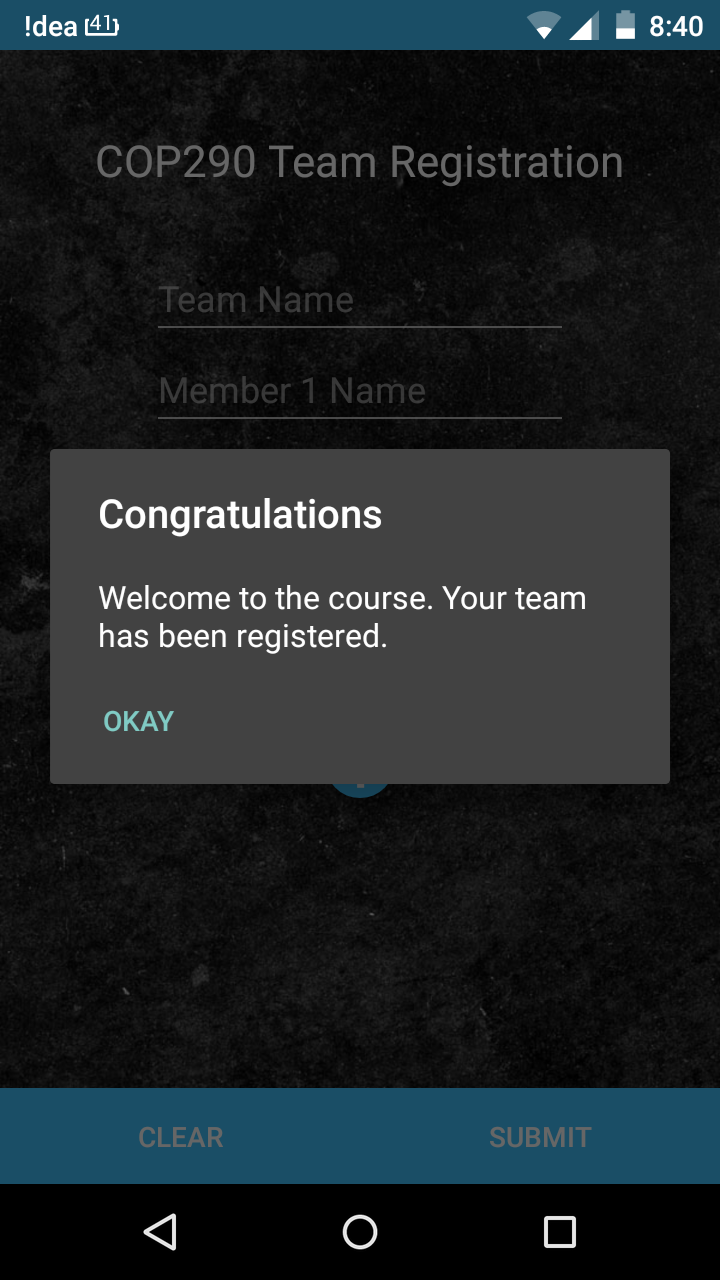 !dea 41 8:40
COP290 Team Registration
Team Name
Member 1 Name
Congratulations
Welcome to the course. Your team
has been registered.
OKAY
CLEAR SUBMIT